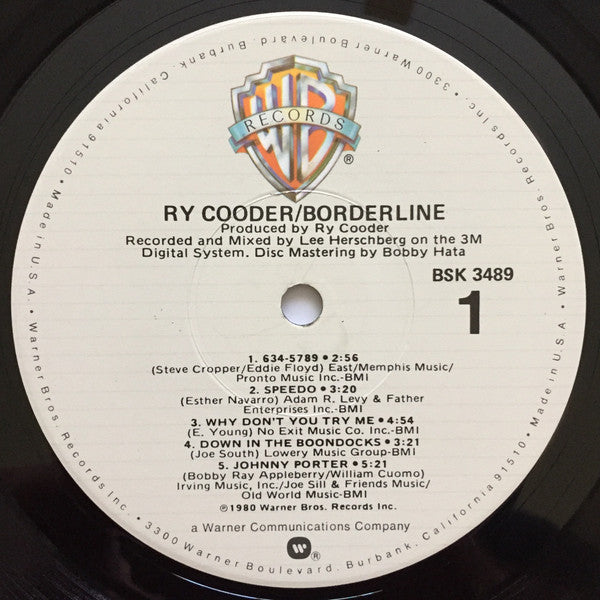 WB
RECORDS
®
RY COODER/BORDERLINE
Produced by Ry Cooder
Recorded and Mixed by Lee Herschberg on the 3M
Digital System. Disc Mastering by Bobby Hata
BSK 3489
1
1. 634-5789 • 2:56
(Steve Cropper/Eddie Floyd) East/Memphis Music/
Pronto Music Inc.-BMI
2. SPEEDO • 3:20
(Esther Navarro) Adam R. Levy & Father
Enterprises Inc.-BMI
3. WHY DON'T YOU TRY ME • 4:54
(E. Young) No Exit Music Co. Inc.-BMI
4. DOWN IN THE BOONDOCKS • 3:21
(Joe South) Lowery Music Group-BMI
5. JOHNNY PORTER • 5:21
(Bobby Ray Appleberry/William Cuomo)
Irving Music, Inc./Joe Sill & Friends Music/
Old World Music-BMI
℗1980 Warner Bros. Records Inc.
a Warner Communications Company
®
Warner Bros. Records Inc. • 3300 Warner Boulevard. Burbank, California 91510 • Made in U.S.A. •
Warner Bros. Records Inc. • 3300 Warner Boulevard. Burbank, California 91510 • Made in U.S.A. •